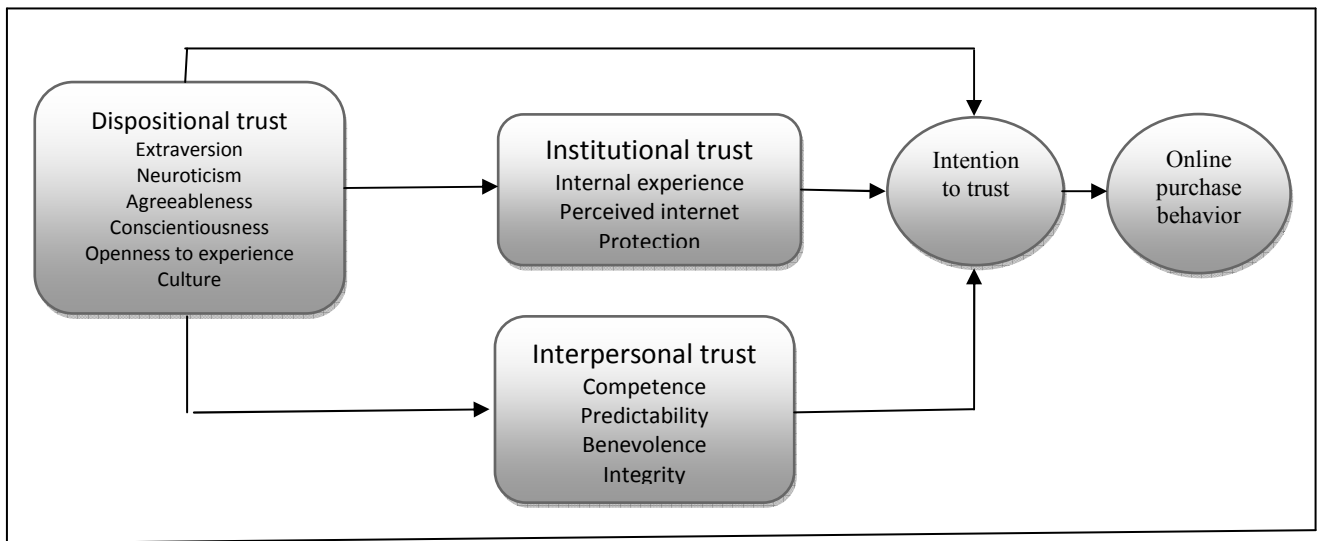 Dispositional trust
Extraversion
Neuroticism
Agreeableness
Conscientiousness
Openness to experience
Culture
Institutional trust
Internal experience
Perceived internet
Protection
Interpersonal trust
Competence
Predictability
Benevolence
Integrity
Intention
to trust
Online
purchase
behavior